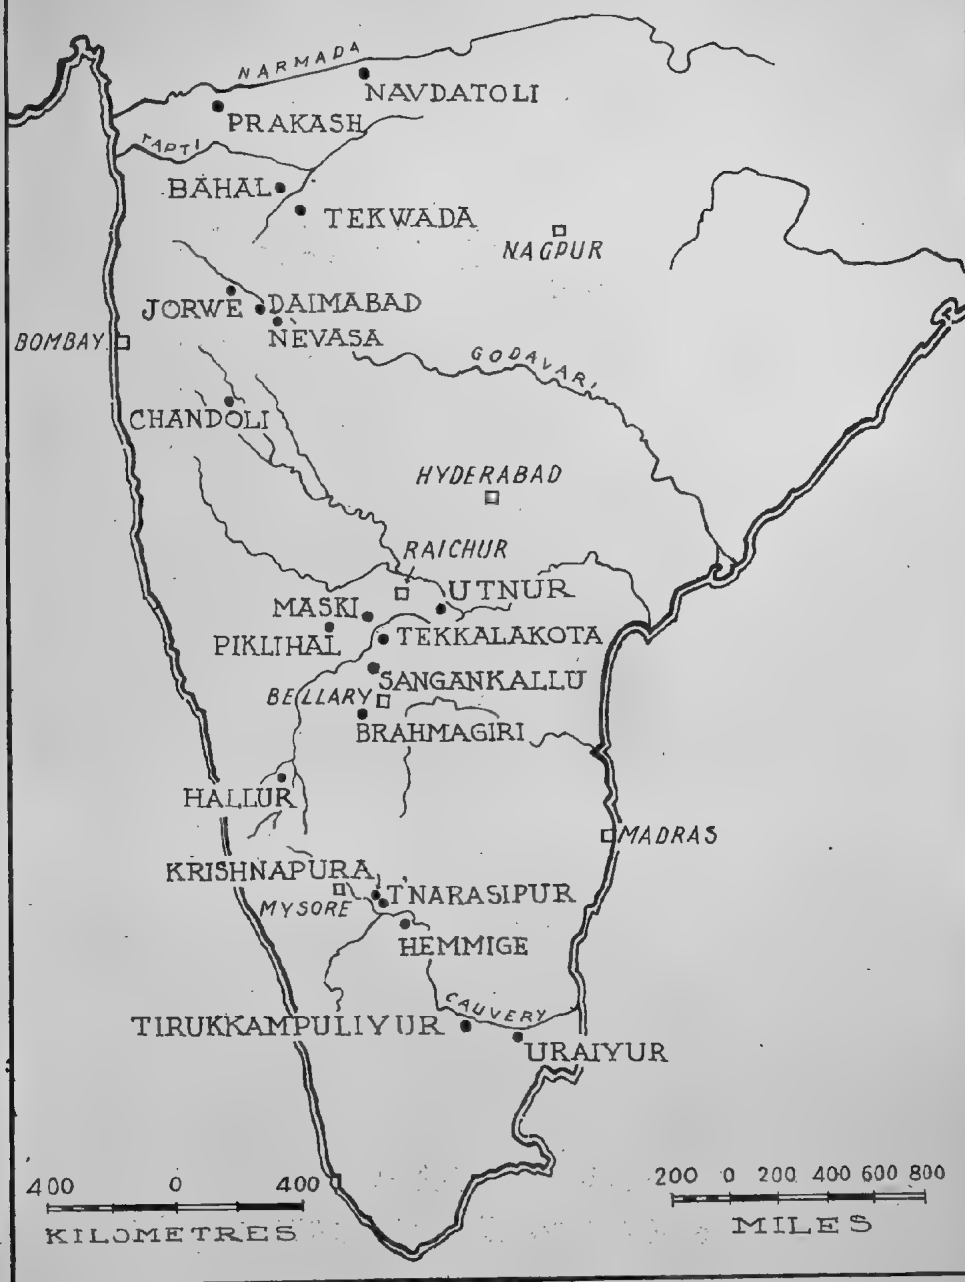 NARMADA
NAVDATOLI
PRAKASH
TAPTI
BAHAL
TEKWADA
NAGPUR
JORWE
DAIMABAD
NEVASA
BOMBAY
GODAVARI
CHANDOLI
HYDERABAD
RAICHUR
UTNUR
MASKI
PIKLIHAL
TEKKALAKOTA
SANGANKALLU
BELLARY
BRAHMAGIRI
HALLUR
MADRAS
KRISHNAPURA
T'NARASIPUR
MYSORE
HEMMIGE
CAUVERY
TIRUKKAMPULIYUR
URAIYUR
400 0 400
KILOMETRES
200 0 200 400 600 800
MILES